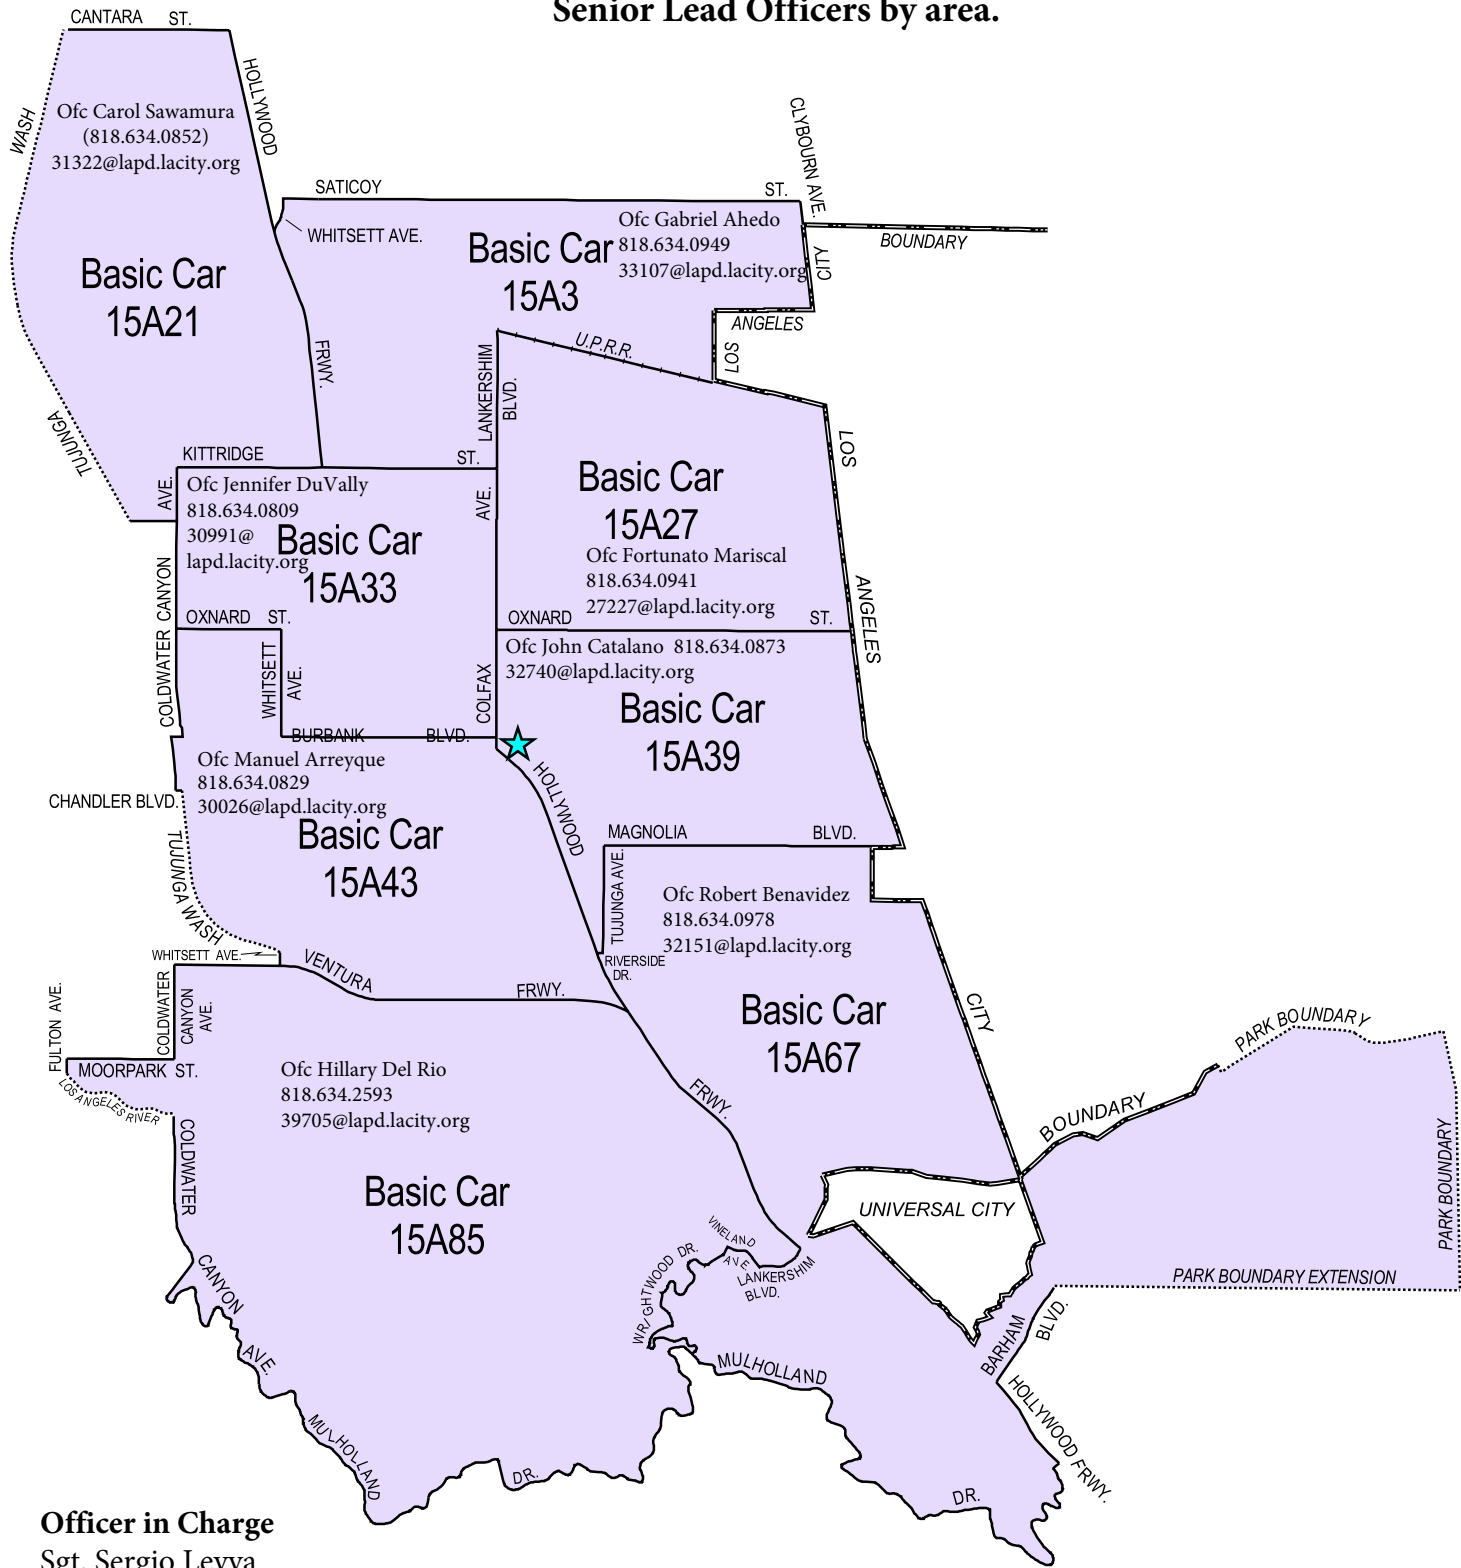 Senior Lead Officers by area.
CANTARA ST.
HOLLYWOOD
WASH
Ofc Carol Sawamura
(818.634.0852)
31322@lapd.lacity.org
CLYBOURN AVE.
SATICOY ST.
WHITSETT AVE.
Ofc Gabriel Ahedo
818.634.0949
33107@lapd.lacity.org
Basic Car
15A3
BOUNDARY
CITY
ANGELES
LOS
Basic Car
15A21
FRWY.
U.P.R.R.
LANKERSHIM
BLVD.
TUJUNGA
LOS
KITTRIDGE ST.
AVE.
Ofc Jennifer DuVally
818.634.0809
30991@
lapd.lacity.org
Basic Car
15A33
AVE.
Basic Car
15A27
Ofc Fortunato Mariscal
818.634.0941
27227@lapd.lacity.org
ANGELES
COLDWATER CANYON
OXNARD ST.
OXNARD ST.
WHITSETT
AVE.
COLFAX
Ofc John Catalano 818.634.0873
32740@lapd.lacity.org
Basic Car
15A39
BURBANK BLVD.
Ofc Manuel Arreyque
818.634.0829
30026@lapd.lacity.org
CHANDLER BLVD.
HOLLYWOOD
Basic Car
15A43
TUJUNGA WASH
MAGNOLIA BLVD.
TUJUNGA AVE.
Ofc Robert Benavidez
818.634.0978
32151@lapd.lacity.org
RIVERSIDE
DR.
WHITSETT AVE.
VENTURA FRWY.
Basic Car
15A67
CITY
FULTON AVE.
COLDWATER
CANYON
AVE.
MOORPARK ST.
LOS ANGELES RIVER
Ofc Hillary Del Rio
818.634.2593
39705@lapd.lacity.org
FRWY.
PARK BOUNDARY
BOUNDARY
PARK BOUNDARY
COLDWATER
Basic Car
15A85
UNIVERSAL CITY
VINELAND
AVE.
LANKERSHIM
BLVD.
WRIGHTWOOD DR.
CANYON
AVE.
PARK BOUNDARY EXTENSION
BARHAM
BLVD.
MULHOLLAND
HOLLYWOOD FRWY.
MULHOLLAND
DR.
DR.
Officer in Charge
Sgt. Sergio Leyva